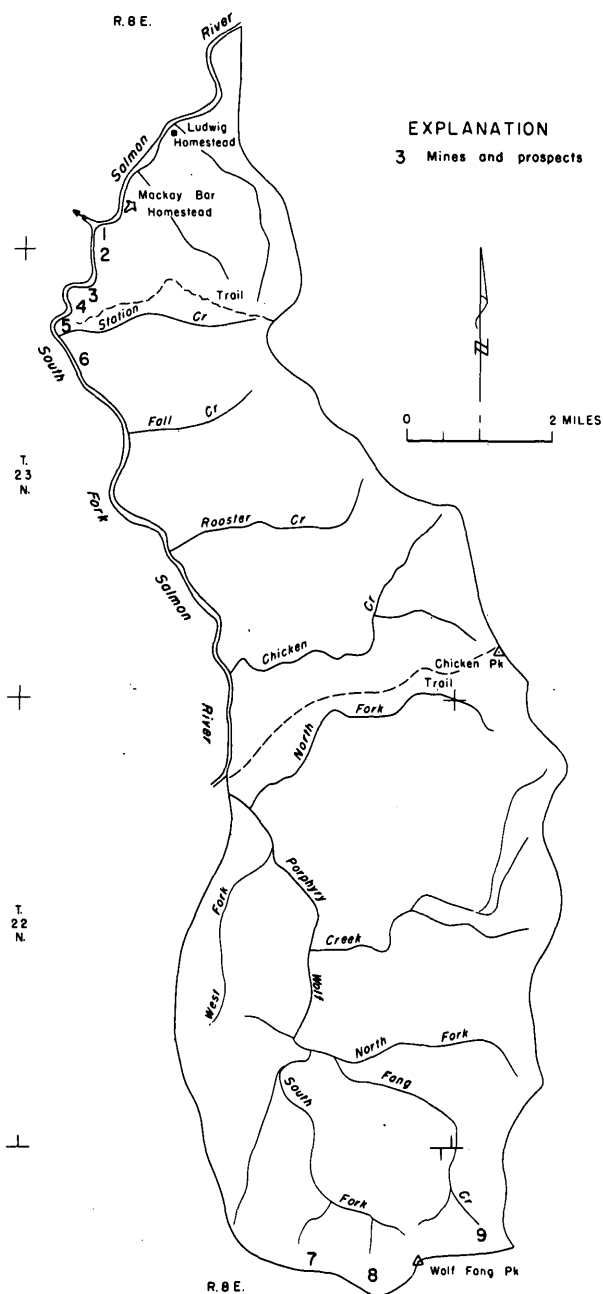 R. 8 E.
River
EXPLANATION
3 Mines and prospects
Ludwig
Homestead
Salmon
Mackay Bar
Homestead
1
2
3
4
Trail
5
Station Cr
South
6
N
0 2 MILES
Fall Cr
T.
23
N.
Fork
Rooster Cr
Salmon
Cr
Chicken
Chicken Pk
Trail
River
North Fork
Porphyry
Fork
T.
22
N.
Creek
West
Wolf
North Fork
Fang
South
Fork
Cr
9
7
8
Wolf Fang Pk
R. 8 E.